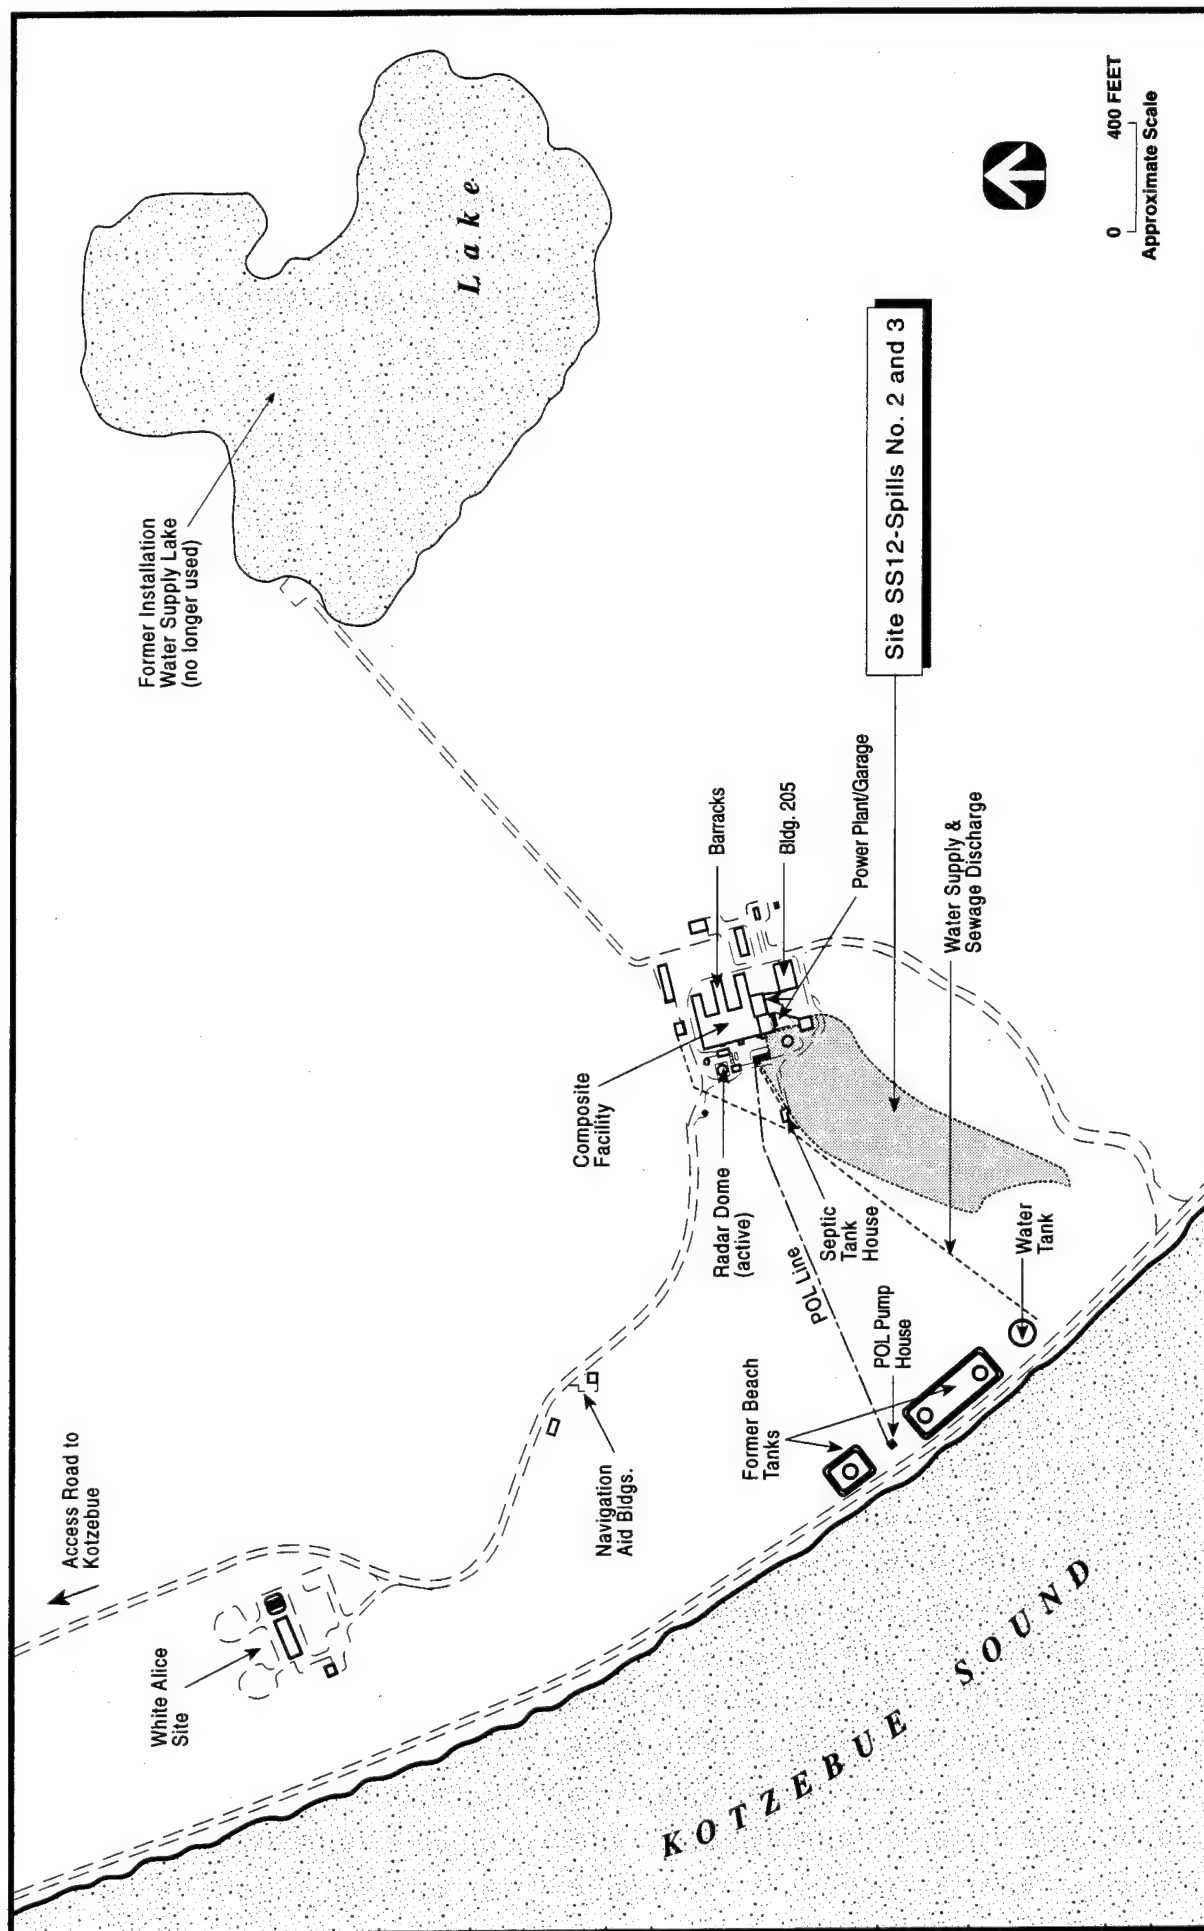 Access Road to
Kotzebue
White Alice
Site
Navigation
Aid Bldgs.
Former Installation
Water Supply Lake
(no longer used)
Lake
Composite
Facility
Barracks
Radar Dome
(active)
Bldg. 205
POL Line
Septic
Tank
House
Power Plant/Garage
Former Beach
Tanks
POL Pump
House
Site SS12-Spills No. 2 and 3
Water Supply &
Sewage Discharge
Water
Tank
KOTZEBUE SOUND
0 400 FEET
Approximate Scale